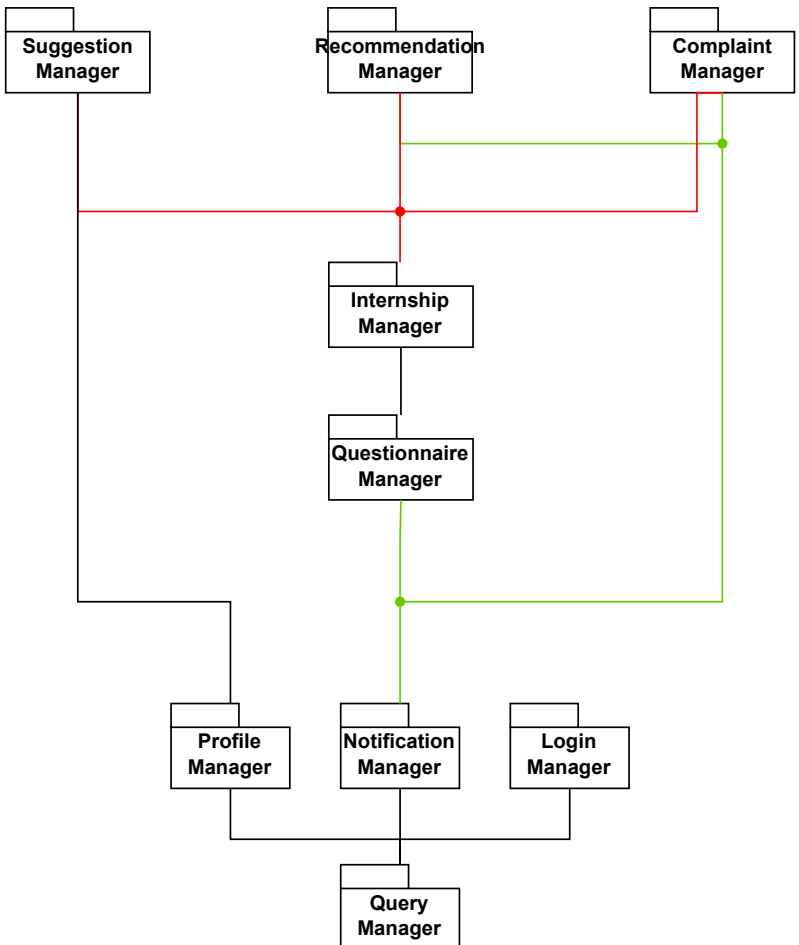 Suggestion
Manager
Recommendation
Manager
Complaint
Manager
Internship
Manager
Questionnaire
Manager
Profile
Manager
Notification
Manager
Login
Manager
Query
Manager